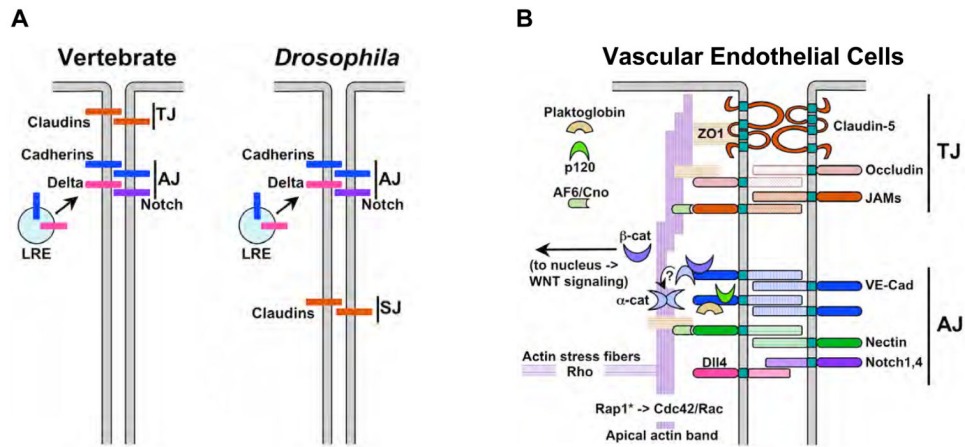 A
Vertebrate
Claudins
TJ
Cadherins
Delta
AJ
Notch
LRE
Drosophila
Cadherins
Delta
AJ
Notch
LRE
Claudins
SJ
B
Vascular Endothelial Cells
Plaktoglobin
p120
AF6/Cno
ZO1
Claudin-5
Occludin
JAMs
TJ
β-cat
(to nucleus ->
WNT signaling)
?
α-cat
VE-Cad
Nectin
Notch1,4
AJ
Dll4
Actin stress fibers
Rho
Rap1* -> Cdc42/Rac
Apical actin band